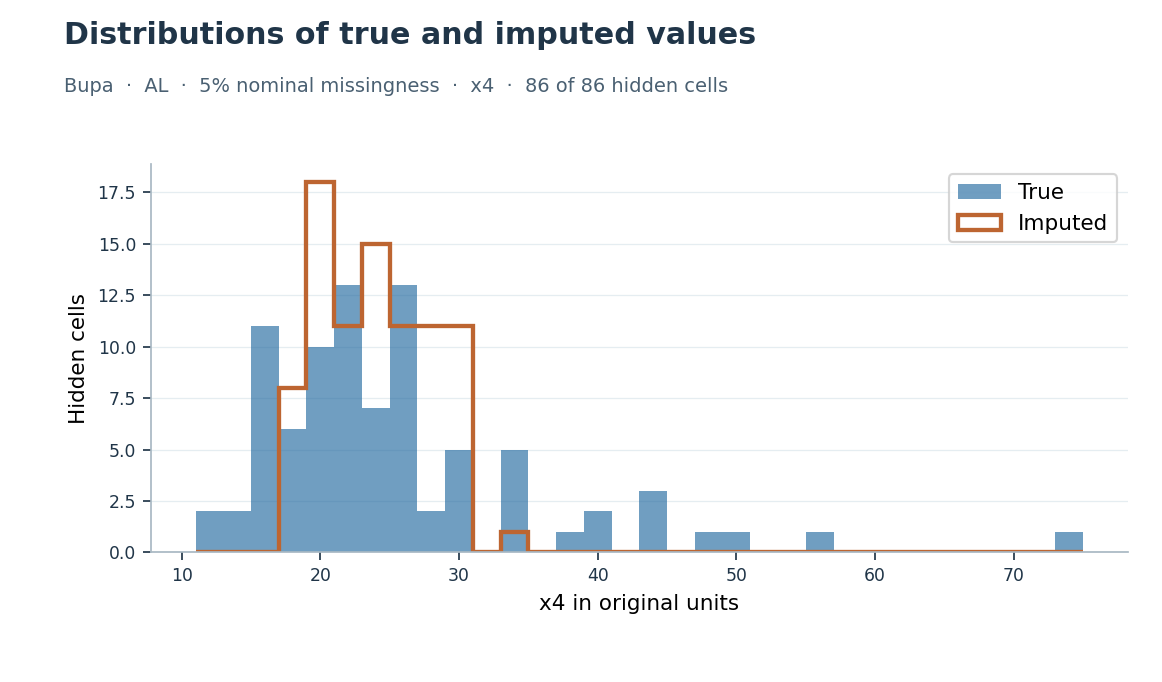 Distributions of true and imputed values
Bupa · AL · 5% nominal missingness · x4 · 86 of 86 hidden cells
True
Imputed
Hidden cells
17.5
15.0
12.5
10.0
7.5
5.0
2.5
0.0
10 20 30 40 50 60 70
x4 in original units